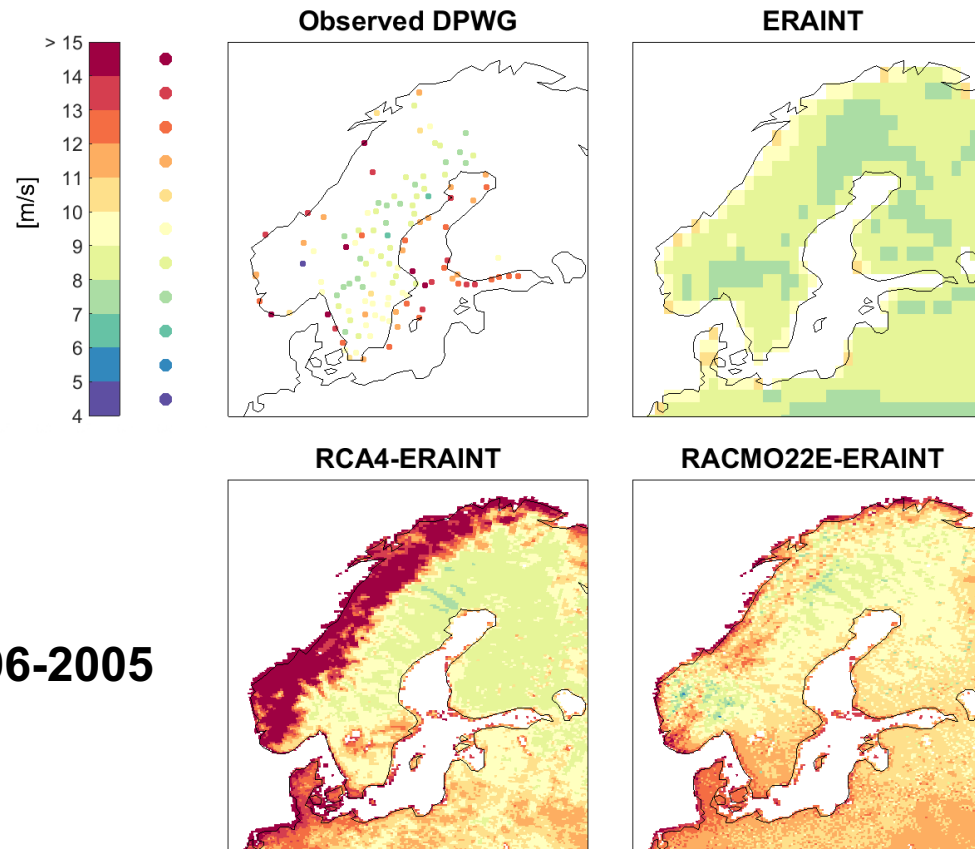 Observed DPWG
ERAINT
> 15
14
13
12
11
10
9
8
7
6
5
4
[m/s]
RCA4-ERAINT
RACMO22E-ERAINT
06-2005